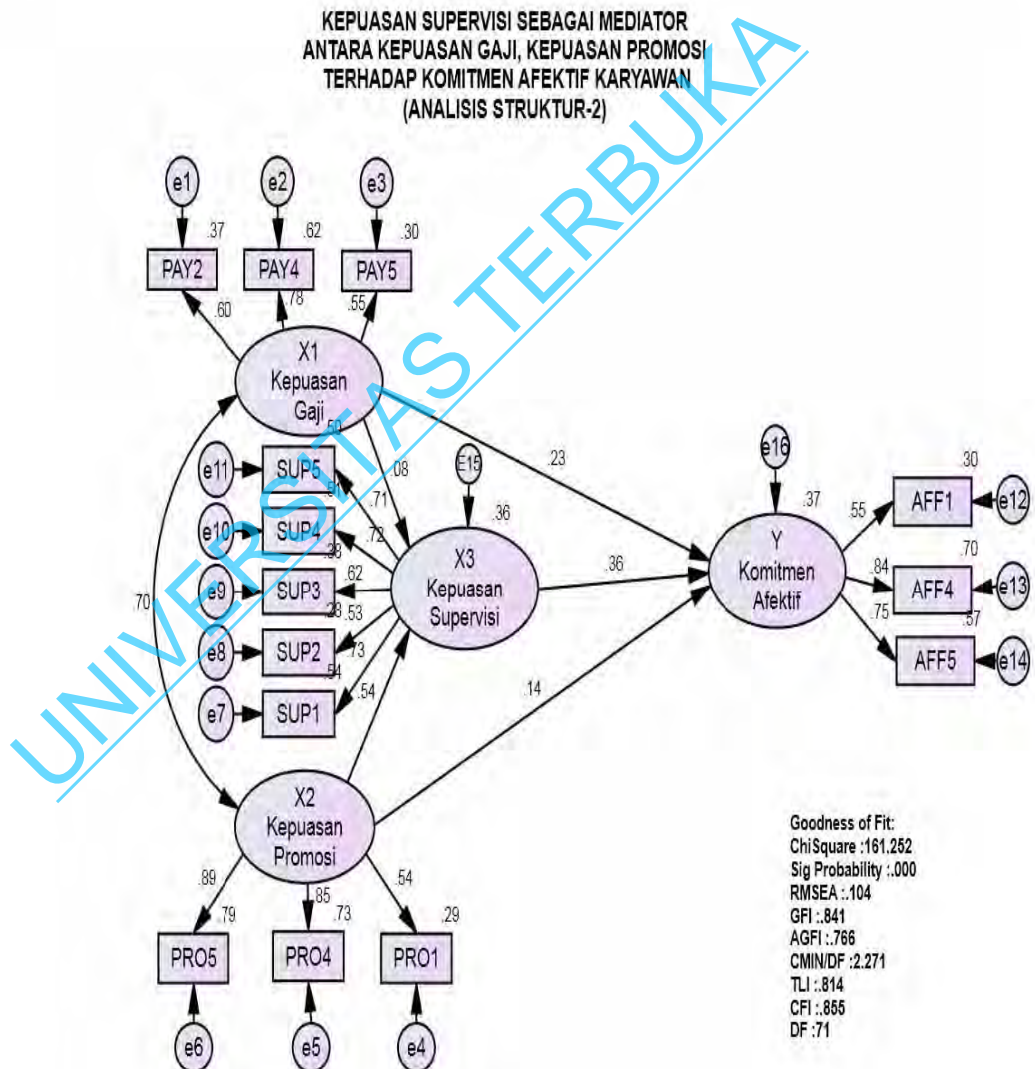 KEPUASAN SUPERVISI SEBAGAI MEDIATOR
ANTARA KEPUASAN GAJI, KEPUASAN PROMOSI
TERHADAP KOMITMEN AFEKTIF KARYAWAN
(ANALISIS STRUKTUR-2)
UNIVERSITAS TERBUKA
e1 e2 e3
.37 .62 .30
PAY2 PAY4 PAY5
.60 .78 .55
X1
Kepuasan
Gaji
.50
e11 SUP5
.08
.71
E15
.23
e16
.30
.51
e10 SUP4
.72
.36
.37
.55
AFF1 e12
.38
e9 SUP3
.62
X3
Kepuasan
Supervisi
.36
Y
Komitmen
Afektif
.70
.84
AFF4 e13
.70
.28
.53
e8 SUP2
.73
.75
.57
AFF5 e14
.54
.54
e7 SUP1
.14
X2
Kepuasan
Promosi
.89 .85 .54
.79 .73 .29
PRO5 PRO4 PRO1
e6 e5 e4
Goodness of Fit:
ChiSquare :161.252
Sig Probability :.000
RMSEA :.104
GFI :.841
AGFI :.766
CMIN/DF :2.271
TLI :.814
CFI :.855
DF :71